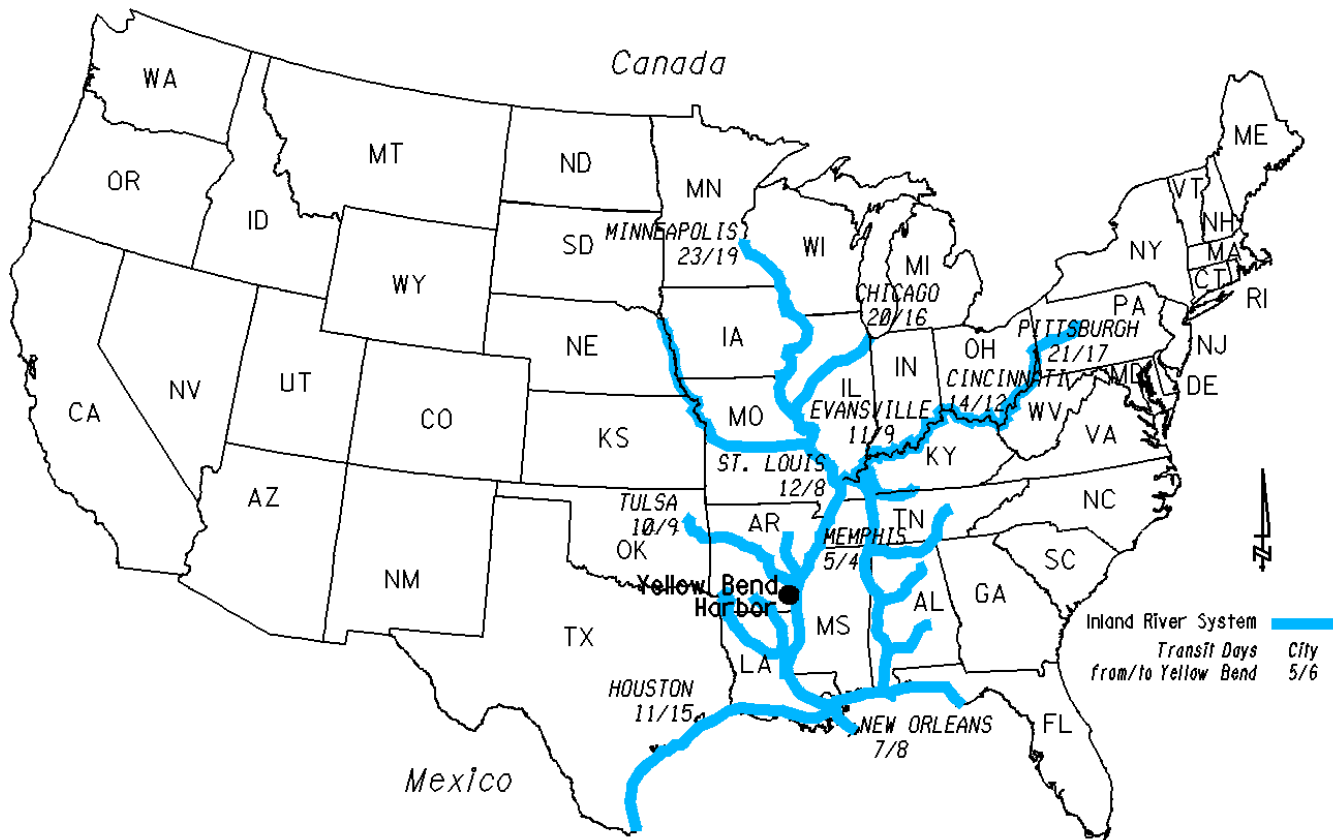 Canada
WA
MT
ND
MN
ME
OR
ID
VT
NH
MINNEAPOLIS
23/19
SD
WI
NY
MA
WY
MI
CT
RI
CHICAGO
20/16
PA
PITTSBURGH
21/17
NE
IA
OH
NJ
IN
NV
UT
IL
CINCINNATI
14/12
MD
DE
CA
CO
MO
EVANSVILLE
11/9
WV
KS
VA
KY
ST. LOUIS
12/8
AZ
TULSA
10/9
NC
AR
TN
OK
MEMPHIS
5/4
SC
NM
Yellow Bend
Harbor
GA
AL
MS
TX
Inland River System
Transit Days City
from/to Yellow Bend 5/6
LA
HOUSTON
11/15
NEW ORLEANS
7/8
FL
Mexico
N